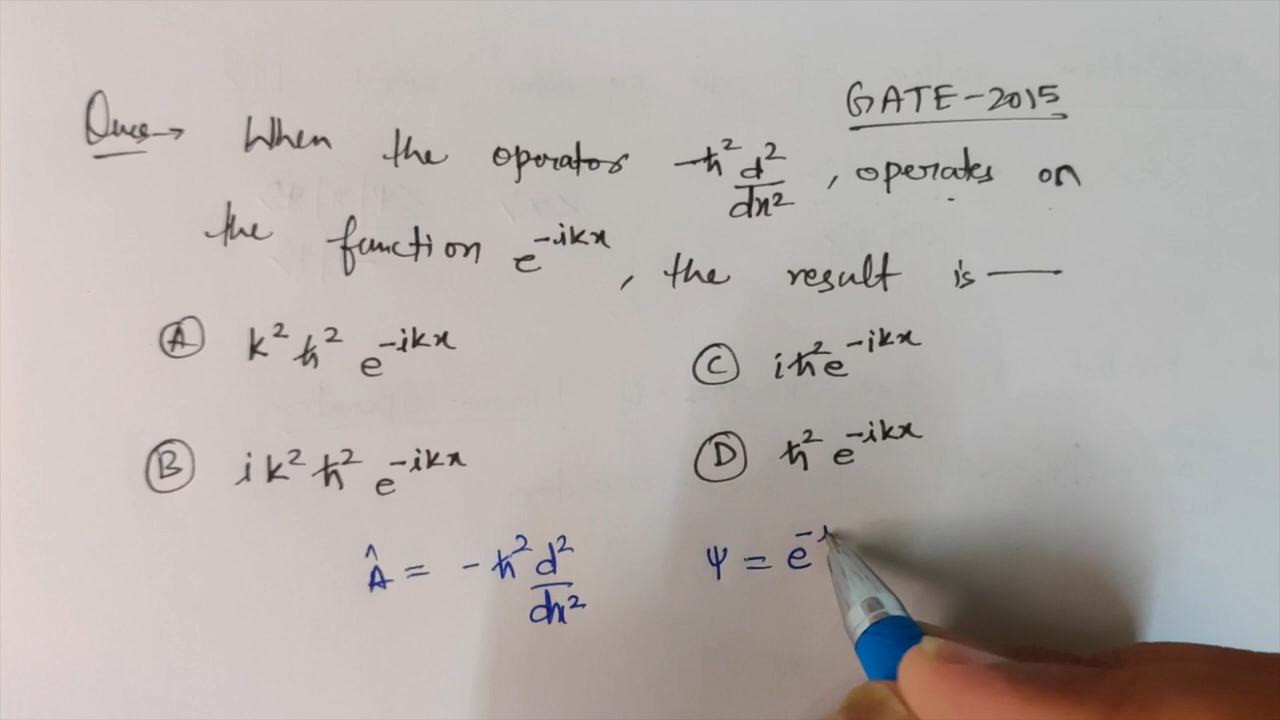 GATE-2015
Ques→ When the operator -ħ² d²/dx², operates on
the function e^-ikx, the result is —
Ⓐ k²ħ² e^-ikx
Ⓒ iħ²e^-ikx
Ⓑ ik²ħ² e^-ikx
Ⓓ ħ² e^-ikx
Â = -ħ² d²/dx² ψ = e^-